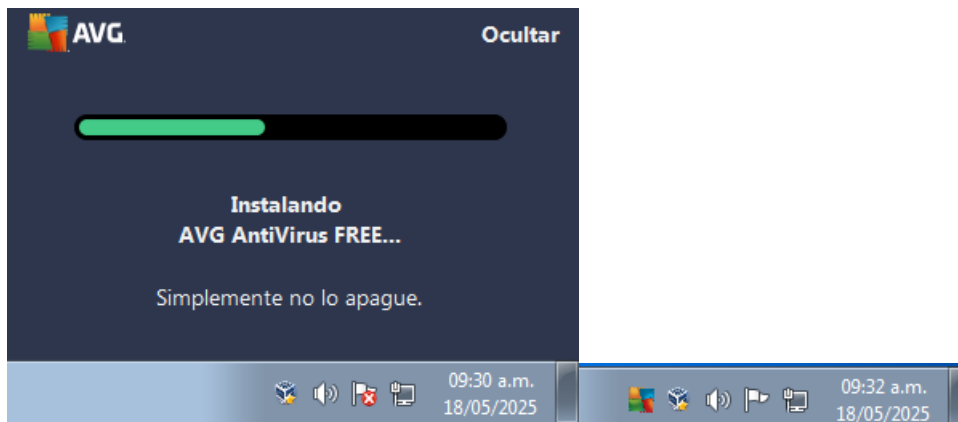 AVG.
Ocultar
Instalando
AVG AntiVirus FREE...
Simplemente no lo apague.
09:30 a.m.
18/05/2025
09:32 a.m.
18/05/2025